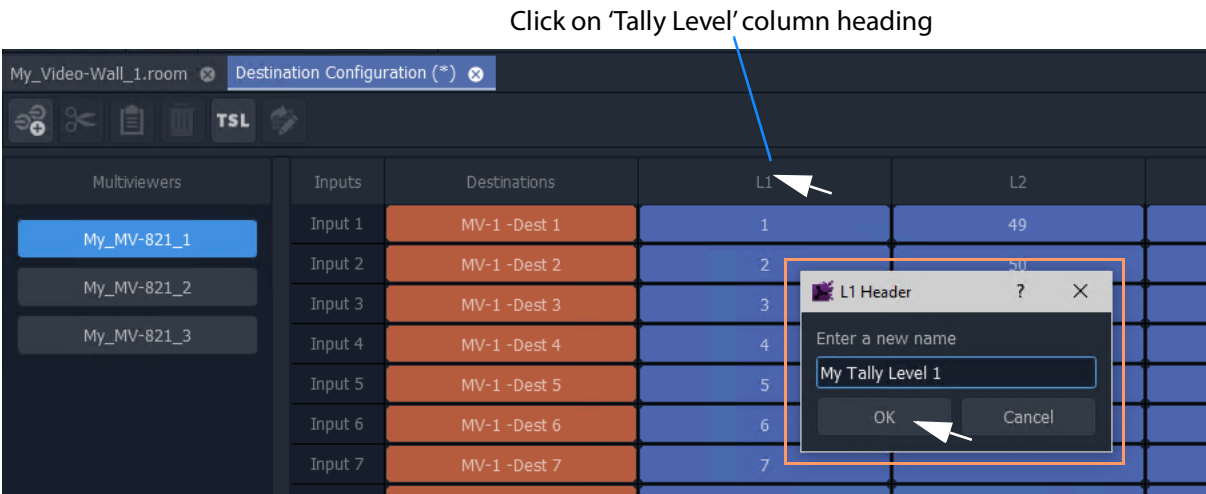 Click on ‘Tally Level’ column heading
My_Video-Wall_1.room Destination Configuration (*)
TSL
Multiviewers Inputs Destinations L1 L2
Input 1 MV-1 -Dest 1 1 49
My_MV-821_1
Input 2 MV-1 -Dest 2 2 50
My_MV-821_2
L1 Header ?
Input 3 MV-1 -Dest 3 3
My_MV-821_3
Input 4 MV-1 -Dest 4 4
Enter a new name
My Tally Level 1
Input 5 MV-1 -Dest 5 5
Input 6 MV-1 -Dest 6 6
OK Cancel
Input 7 MV-1 -Dest 7 7